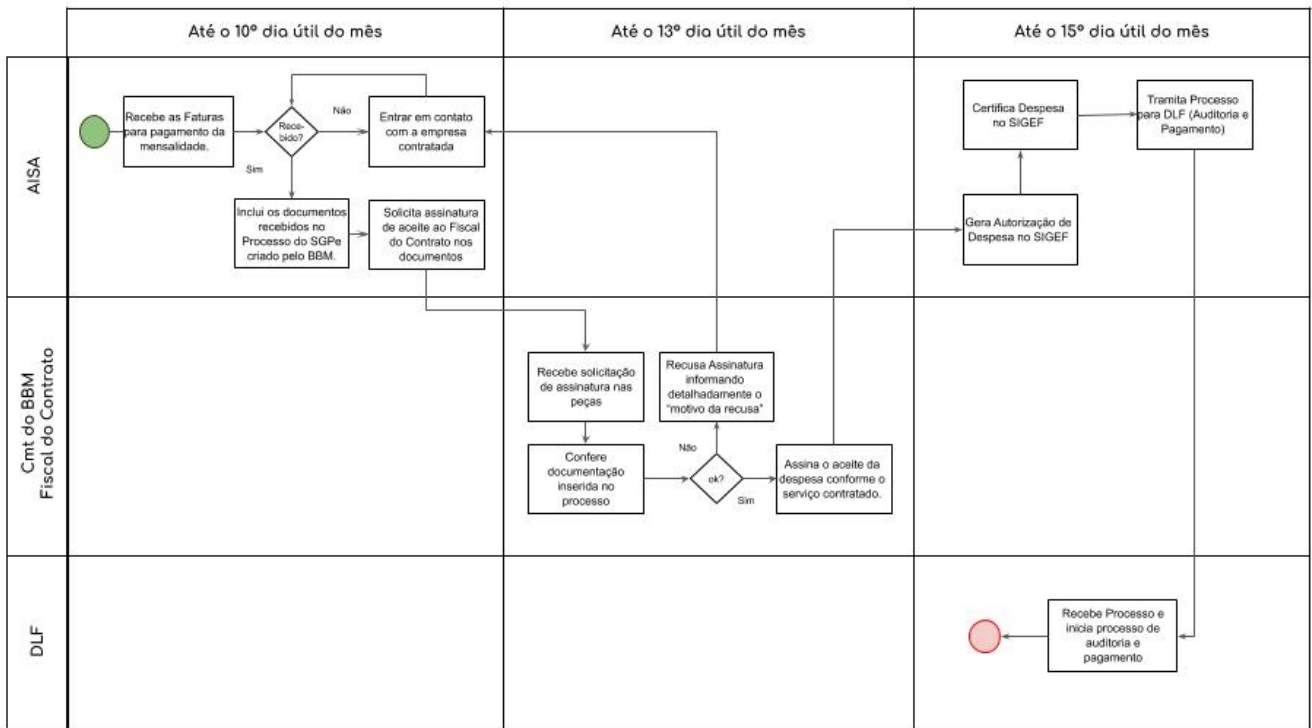 Até o 10º dia útil do mês
Até o 13º dia útil do mês
Até o 15º dia útil do mês
AISA
Recebe as Faturas
para pagamento da
mensalidade.
Rece-
bido?
Não
Sim
Entrar em contato
com a empresa
contratada
Inclui os documentos
recebidos no
Processo do SGPe
criado pelo BBM.
Solicita assinatura
de aceite ao Fiscal
do Contrato nos
documentos
Certifica Despesa
no SIGEF
Tramita Processo
para DLF (Auditoria e
Pagamento)
Gera Autorização de
Despesa no SIGEF
Cmt do BBM
Fiscal do Contrato
Recebe solicitação
de assinatura nas
peças
Recusa Assinatura
informando
detalhadamente o
“motivo da recusa”
Confere
documentação
inserida no
processo
Não
ok?
Sim
Assina o aceite da
despesa conforme o
serviço contratado.
DLF
Recebe Processo e
inicia processo de
auditoria e
pagamento